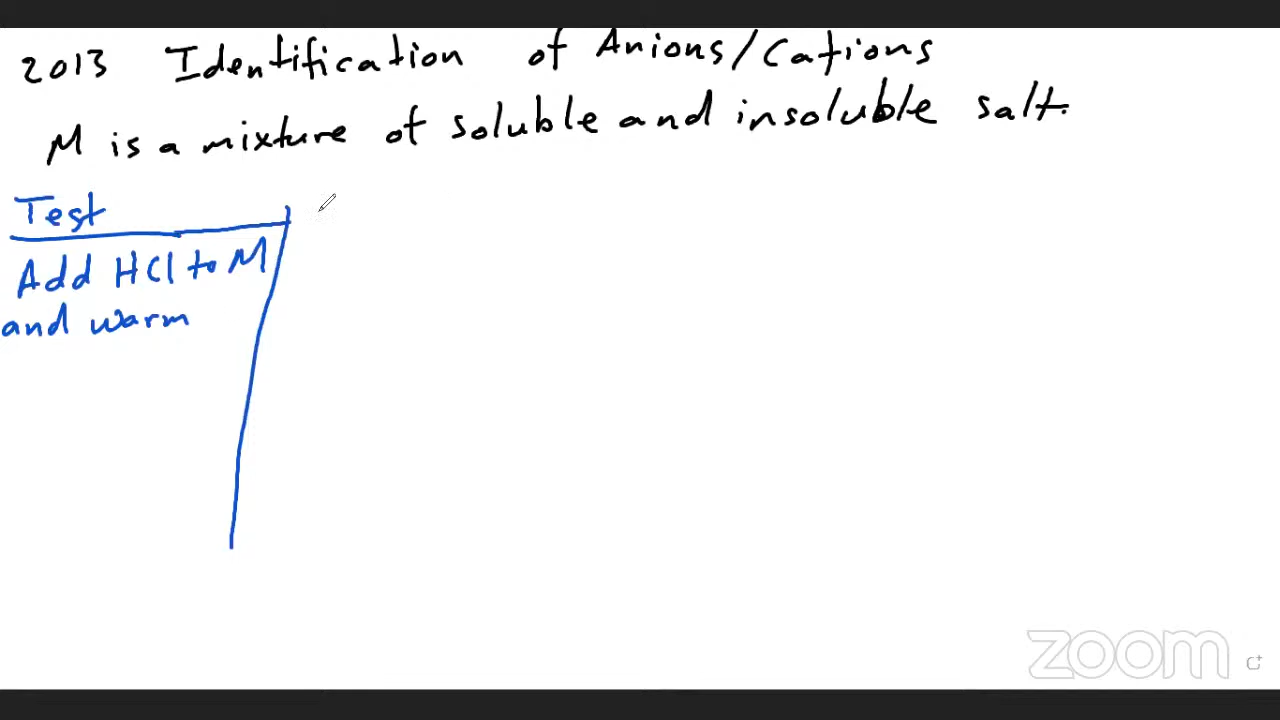 2013 Identification of Anions/Cations
M is a mixture of soluble and insoluble salt.
Test
Add HCl to M
and warm
zoom